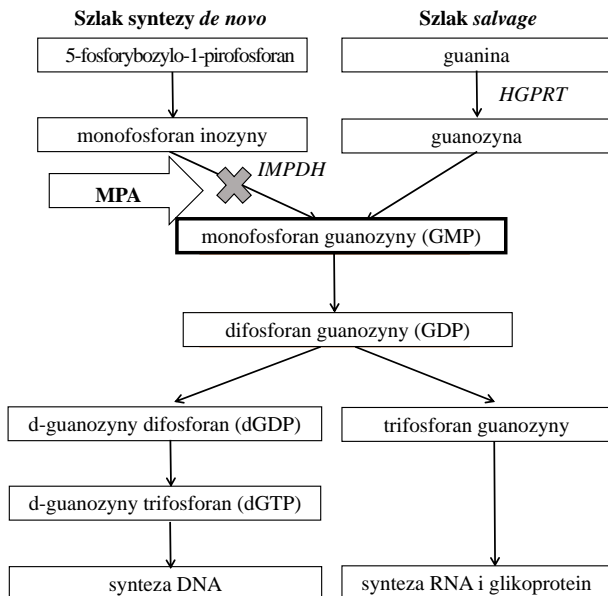 Szlak syntezy de novo
Szlak salvage
5-fosforybozylo-1-pirofosforan
guanina
HGPRT
monofosforan inozyny
guanozyna
IMPDH
MPA
monofosforan guanozyny (GMP)
difosforan guanozyny (GDP)
d-guanozyny difosforan (dGDP)
trifosforan guanozyny
d-guanozyny trifosforan (dGTP)
synteza DNA
synteza RNA i glikoprotein